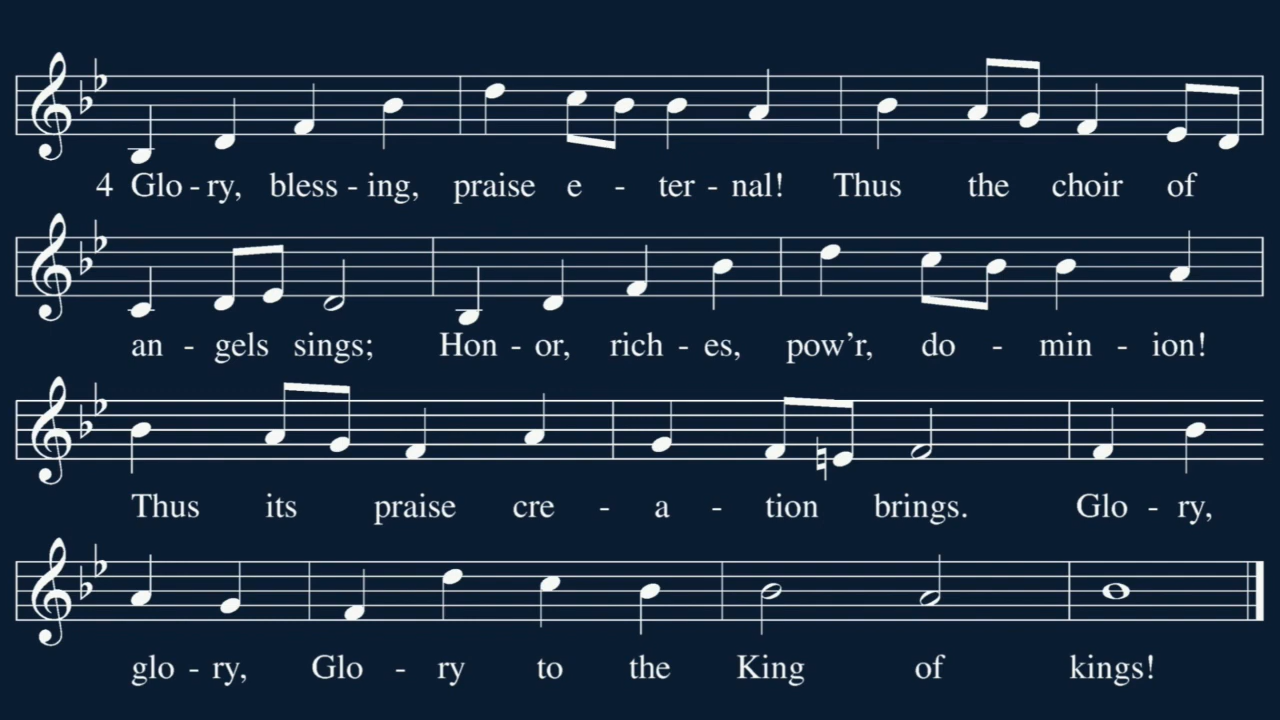 4 Glo - ry, bless - ing, praise e - ter - nal! Thus the choir of
an - gels sings; Hon - or, rich - es, pow’r, do - min - ion!
Thus its praise cre - a - tion brings. Glo - ry,
glo - ry, Glo - ry to the King of kings!